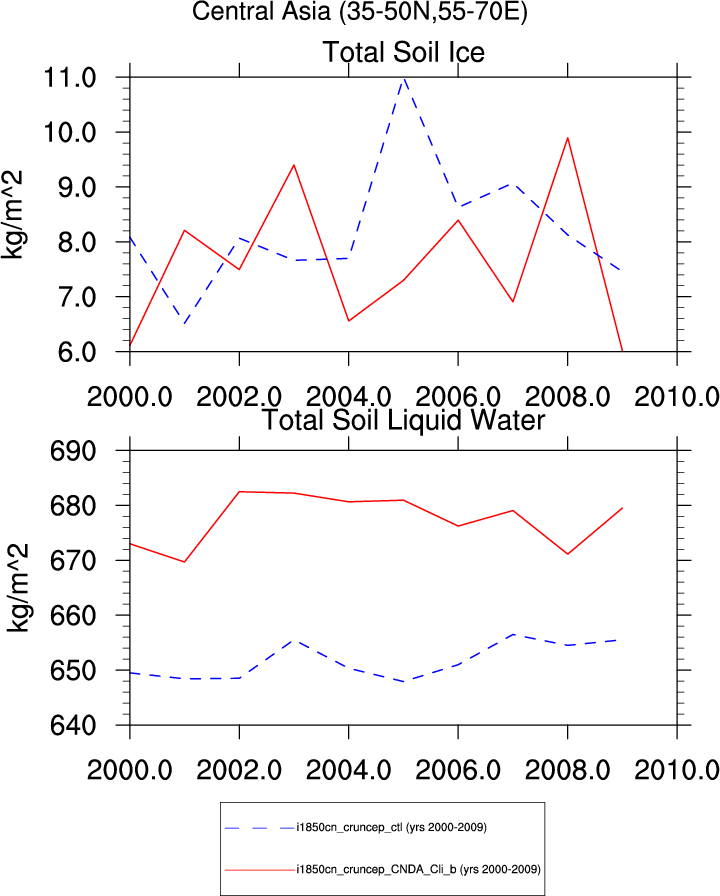 Central Asia (35-50N,55-70E)
Total Soil Ice
kg/m^2
11.0
10.0
9.0
8.0
7.0
6.0
2000.0 2002.0 2004.0 2006.0 2008.0 2010.0
Total Soil Liquid Water
kg/m^2
690
680
670
660
650
640
2000.0 2002.0 2004.0 2006.0 2008.0 2010.0
i1850cn_cruncep_ctl (yrs 2000-2009)
i1850cn_cruncep_CNDA_Cli_b (yrs 2000-2009)